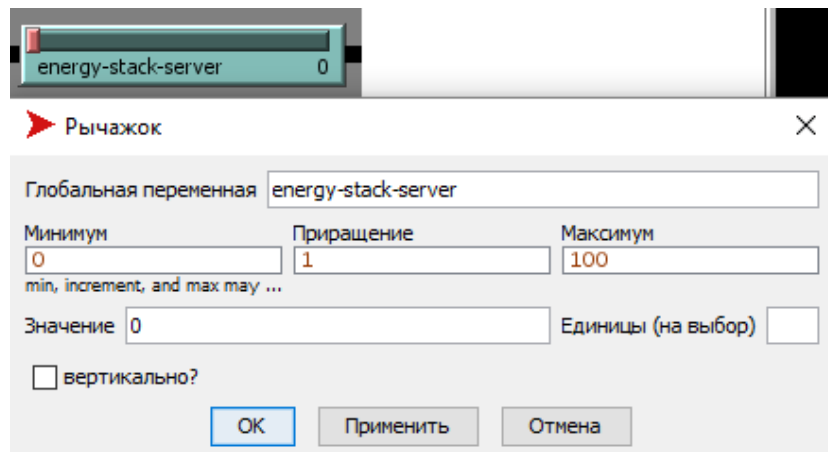 energy-stack-server 0
Рычажок
Глобальная переменная energy-stack-server
Минимум Приращение Максимум
0 1 100
min, increment, and max may ...
Значение 0 Единицы (на выбор)
вертикально?
OK Применить Отмена